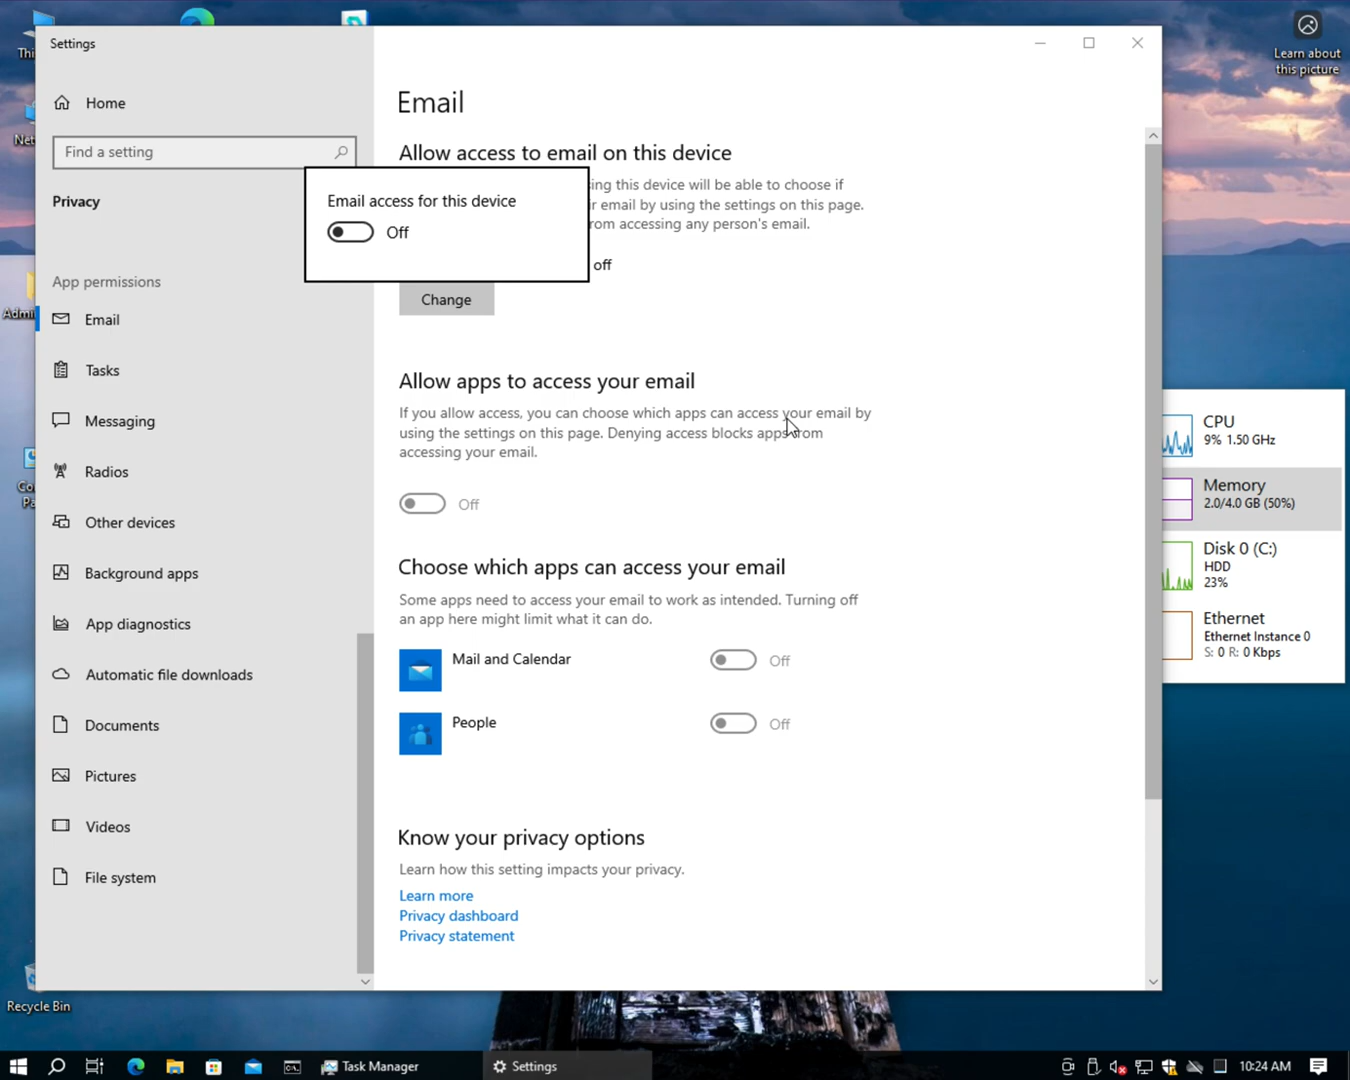 Settings
Home
Find a setting
Privacy
App permissions
Email
Tasks
Messaging
Radios
Other devices
Background apps
App diagnostics
Automatic file downloads
Documents
Pictures
Videos
File system
Email
Allow access to email on this device
using this device will be able to choose if
email by using the settings on this page.
from accessing any person's email.
off
Email access for this device
Off
Change
Allow apps to access your email
If you allow access, you can choose which apps can access your email by
using the settings on this page. Denying access blocks apps from
accessing your email.
Off
Choose which apps can access your email
Some apps need to access your email to work as intended. Turning off
an app here might limit what it can do.
Mail and Calendar
Off
People
Off
Know your privacy options
Learn how this setting impacts your privacy.
Learn more
Privacy dashboard
Privacy statement
Learn about
this picture
CPU
9% 1.50 GHz
Memory
2.0/4.0 GB (50%)
Disk 0 (C:)
HDD
23%
Ethernet
Ethernet Instance 0
S: 0 R: 0 Kbps
Recycle Bin
Task Manager
Settings
10:24 AM